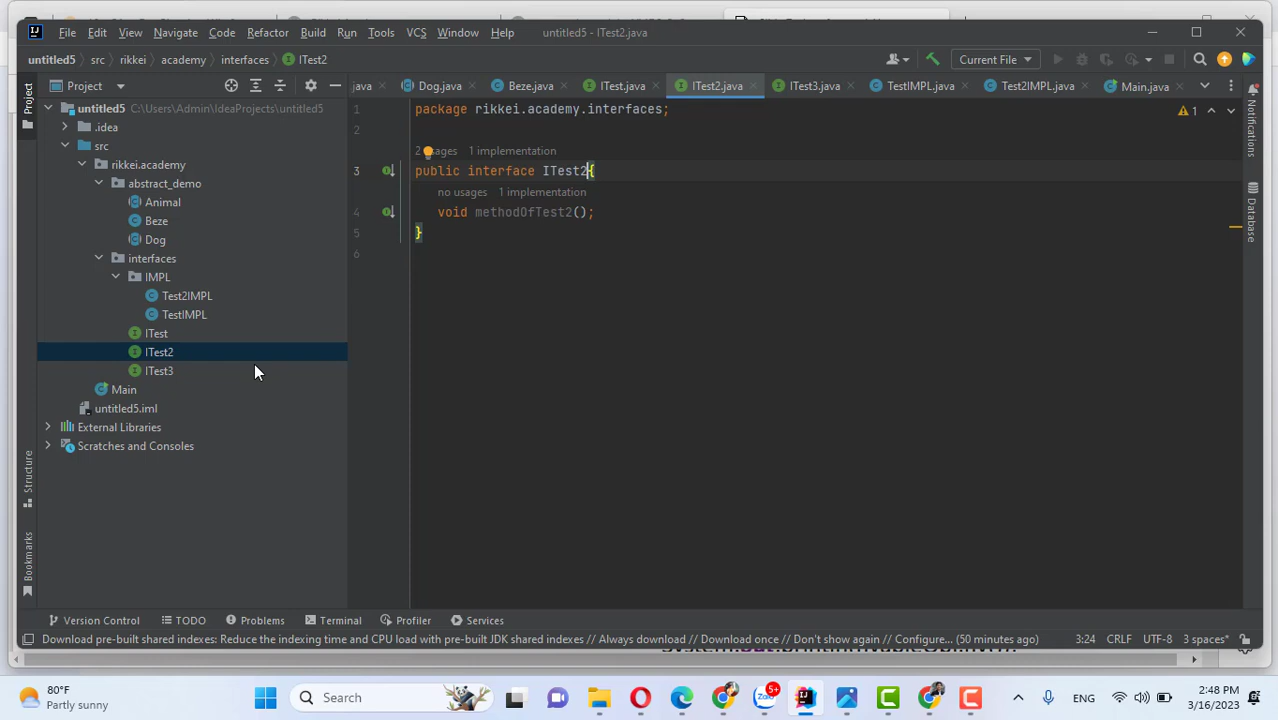 File Edit View Navigate Code Refactor Build Run Tools VCS Window Help untitled5 - ITest2.java
untitled5 src rikkei academy interfaces ITest2 Current File
Project java Dog.java Beze.java ITest.java ITest2.java ITest3.java TestIMPL.java Test2IMPL.java Main.java
Project
Notifications
Database
Structure
Bookmarks
untitled5 C:\Users\Admin\IdeaProjects\untitled5
.idea
src
rikkei.academy
abstract_demo
Animal
Beze
Dog
interfaces
IMPL
Test2IMPL
TestIMPL
ITest
ITest2
ITest3
Main
untitled5.iml
External Libraries
Scratches and Consoles
1 package rikkei.academy.interfaces;
2
2 usages 1 implementation
3 public interface ITest2{
no usages 1 implementation
4 void methodOfTest2();
5 }
6
1
Version Control TODO Problems Terminal Profiler Services
Download pre-built shared indexes: Reduce the indexing time and CPU load with pre-built JDK shared indexes // Always download // Download once // Don't show again // Configure... (50 minutes ago) 3:24 CRLF UTF-8 3 spaces*
80°F
Partly sunny
Search
5+
ENG
2:48 PM
3/16/2023